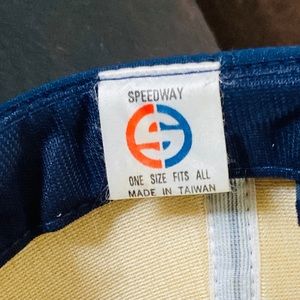 SPEEDWAY
ONE SIZE FITS ALL
MADE IN TAIWAN